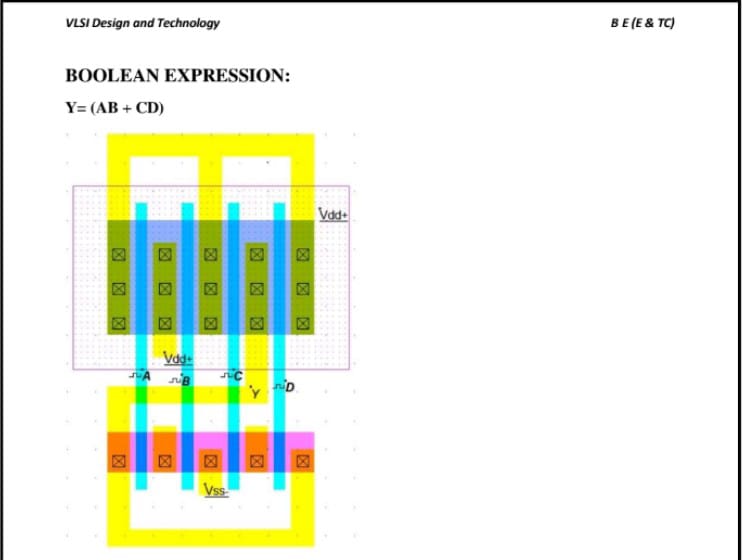 VLSI Design and Technology
B E (E & TC)
BOOLEAN EXPRESSION:
Y= (AB + CD)
Vdd+
Vdd+
A
B
C
Y
D
Vss-